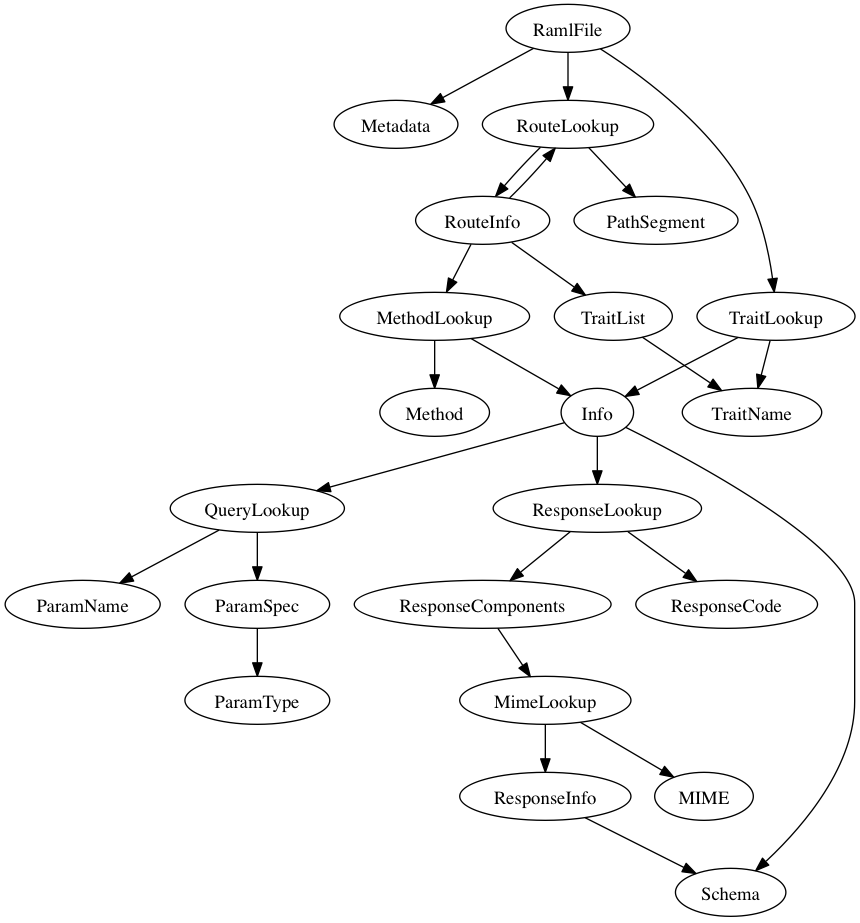 RamlFile
Metadata
RouteLookup
RouteInfo
PathSegment
MethodLookup
TraitList
TraitLookup
Method
Info
TraitName
QueryLookup
ResponseLookup
ParamName
ParamSpec
ResponseComponents
ResponseCode
ParamType
MimeLookup
ResponseInfo
MIME
Schema